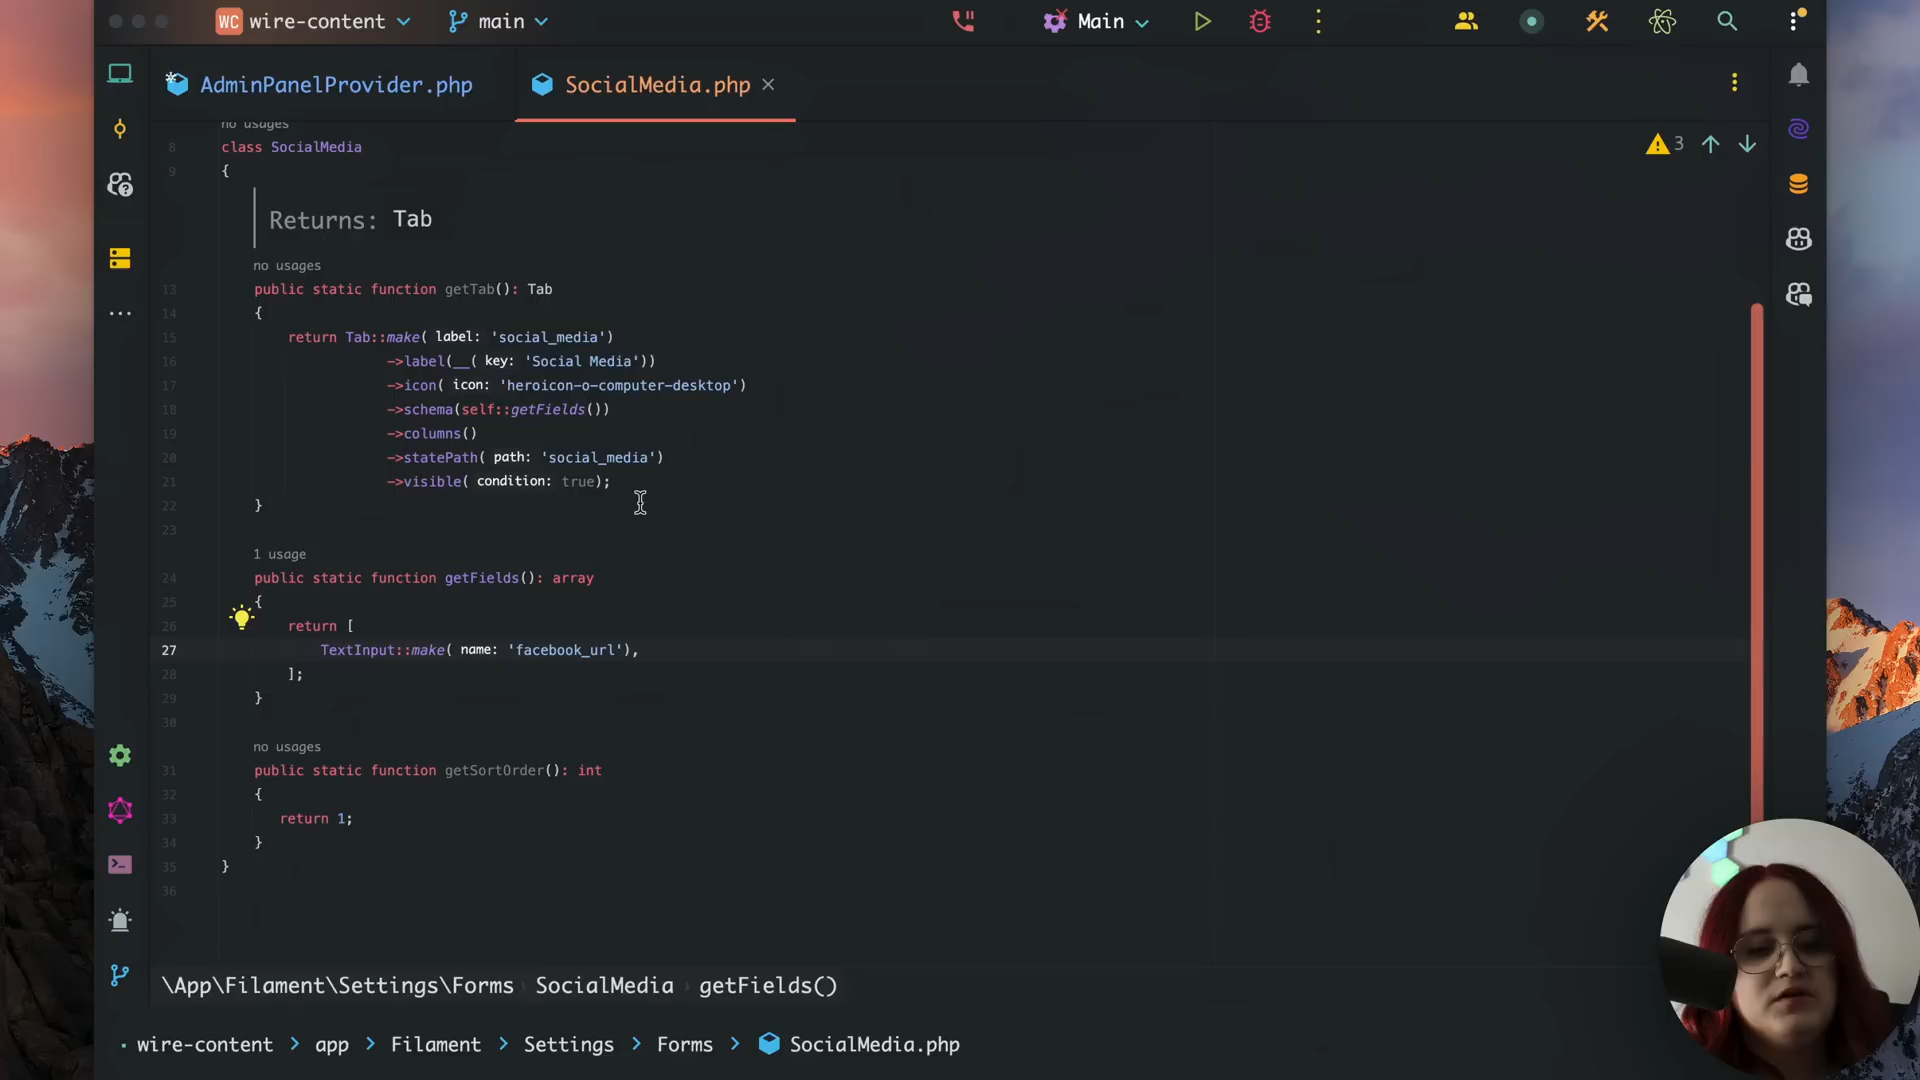 WC wire-content main Main
AdminPanelProvider.php SocialMedia.php
no usages
3
8 class SocialMedia
9 {
Returns: Tab
no usages
13 public static function getTab(): Tab
14 {
15 return Tab::make( label: 'social_media')
16 ->label(__( key: 'Social Media'))
17 ->icon( icon: 'heroicon-o-computer-desktop')
18 ->schema(self::getFields())
19 ->columns()
20 ->statePath( path: 'social_media')
21 ->visible( condition: true);
22 }
23
1 usage
24 public static function getFields(): array
25 {
26 return [
27 TextInput::make( name: 'facebook_url'),
28 ];
29 }
30
no usages
31 public static function getSortOrder(): int
32 {
33 return 1;
34 }
35 }
36
\App\Filament\Settings\Forms SocialMedia getFields()
wire-content app Filament Settings Forms SocialMedia.php